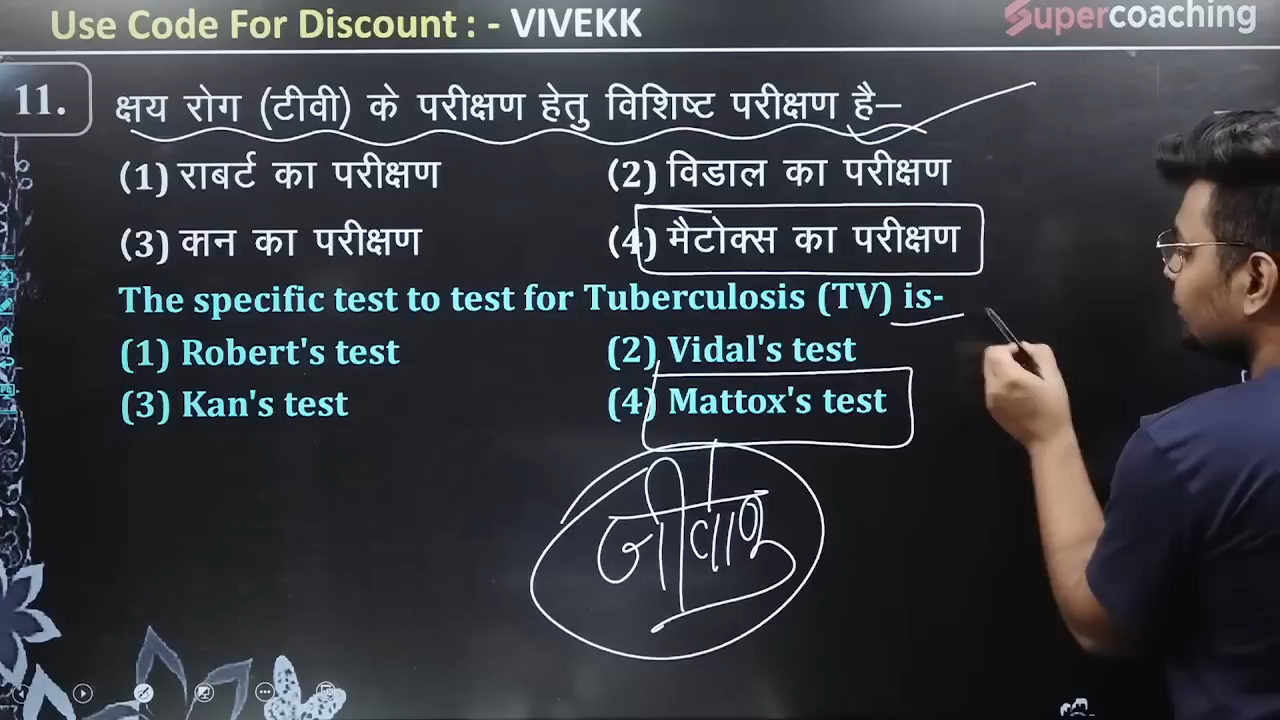 Use Code For Discount : - VIVEKK
Supercoaching
11.
क्षय रोग (टीवी) के परीक्षण हेतु विशिष्ट परीक्षण है–
(1) राबर्ट का परीक्षण
(2) विडाल का परीक्षण
(3) कान का परीक्षण
(4) मैटोक्स का परीक्षण
The specific test to test for Tuberculosis (TV) is-
(1) Robert's test
(2) Vidal's test
(3) Kan's test
(4) Mattox's test
जीवाणु